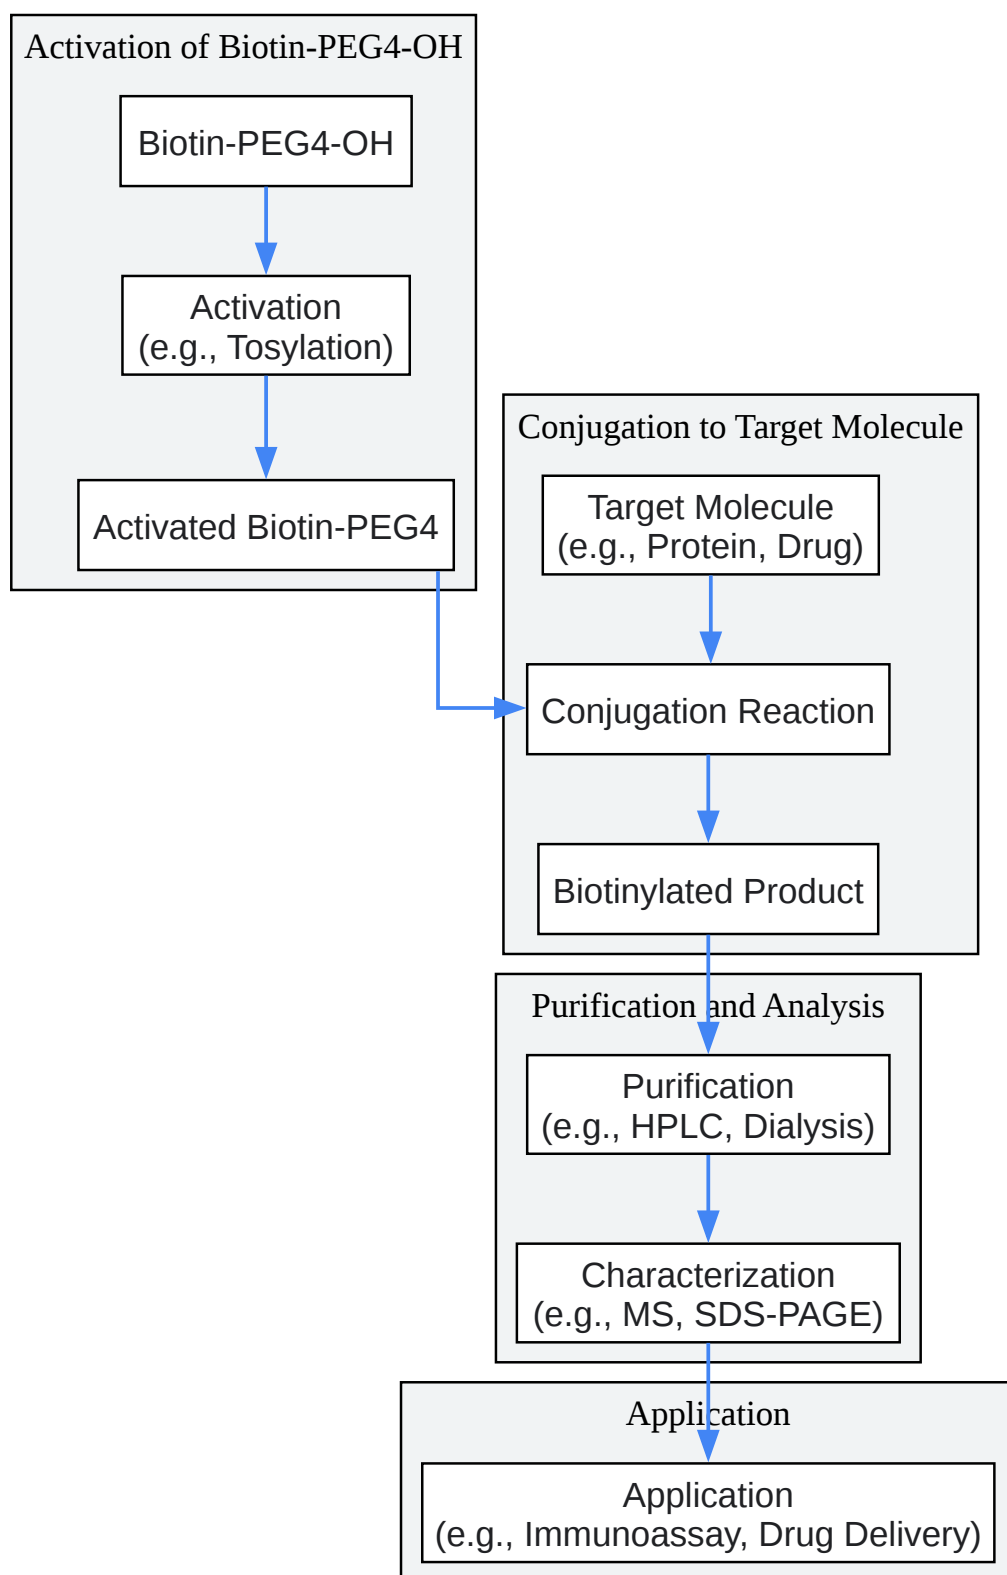 Activation of Biotin-PEG4-OH
Biotin-PEG4-OH
Activation
(e.g., Tosylation)
Activated Biotin-PEG4
Conjugation to Target Molecule
Target Molecule
(e.g., Protein, Drug)
Conjugation Reaction
Biotinylated Product
Purification and Analysis
Purification
(e.g., HPLC, Dialysis)
Characterization
(e.g., MS, SDS-PAGE)
Application
Application
(e.g., Immunoassay, Drug Delivery)